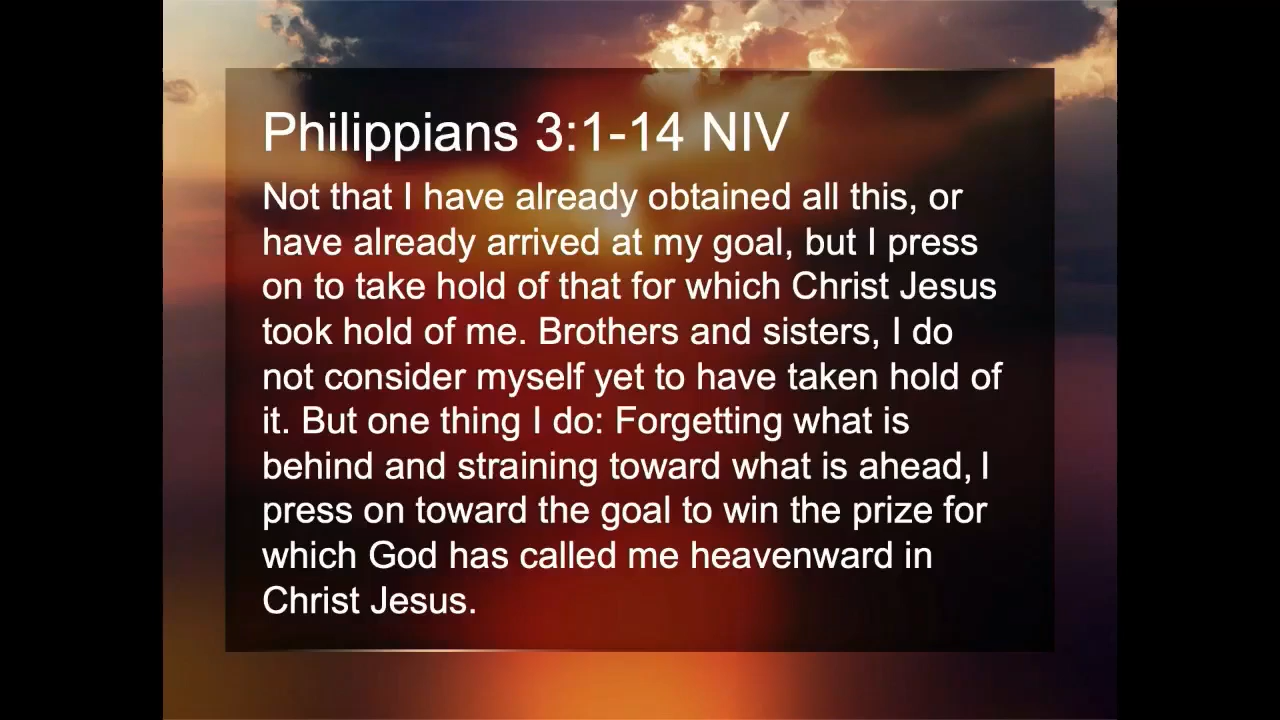 Philippians 3:1-14 NIV
Not that I have already obtained all this, or
have already arrived at my goal, but I press
on to take hold of that for which Christ Jesus
took hold of me. Brothers and sisters, I do
not consider myself yet to have taken hold of
it. But one thing I do: Forgetting what is
behind and straining toward what is ahead, I
press on toward the goal to win the prize for
which God has called me heavenward in
Christ Jesus.